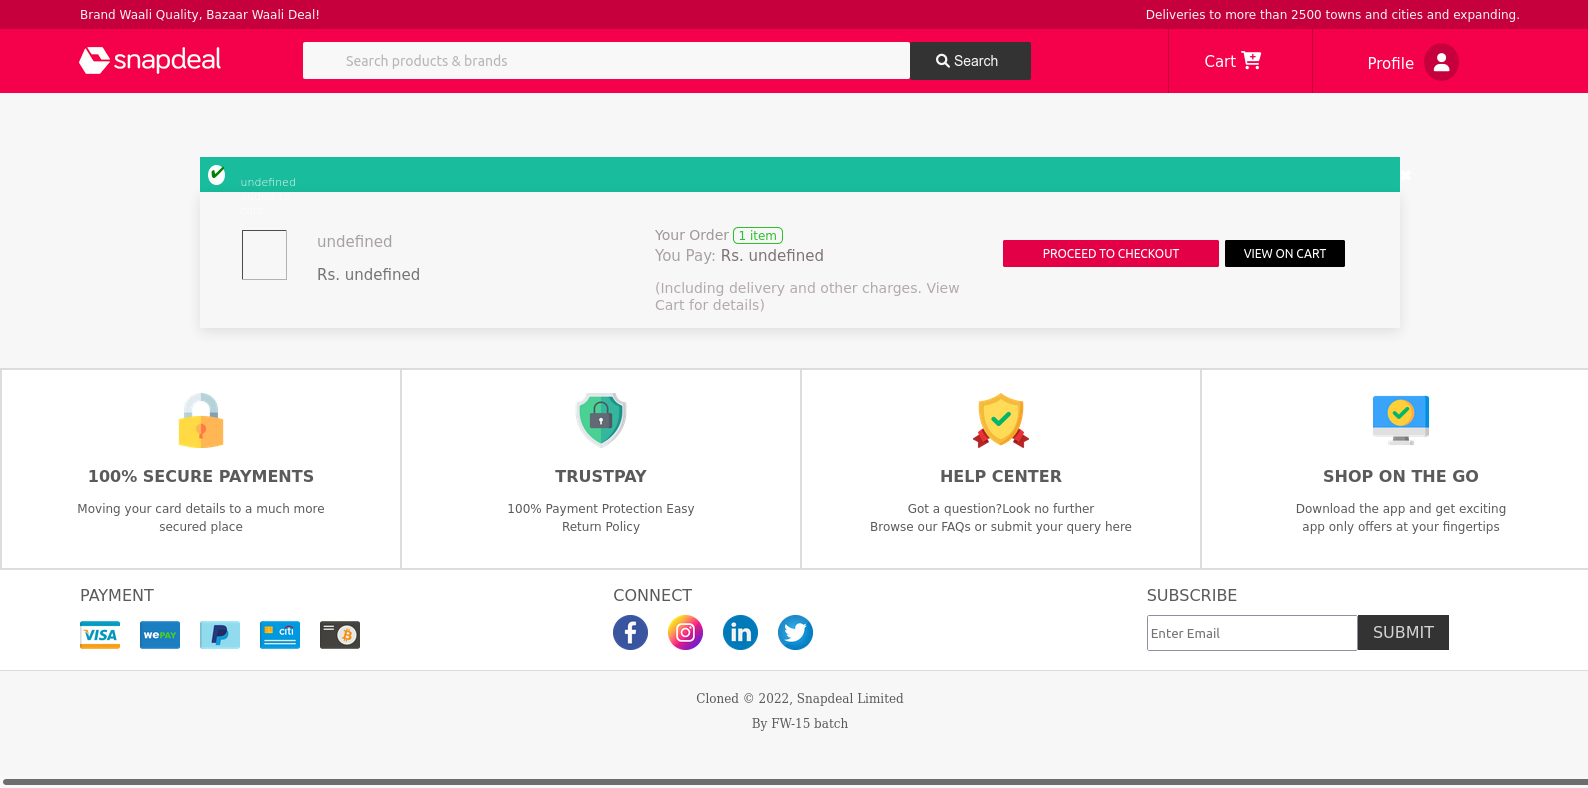 Brand Waali Quality, Bazaar Waali Deal!
Deliveries to more than 2500 towns and cities and expanding.
snapdeal
Search products & brands
Search
Cart
Profile
undefined
undefined
Rs. undefined
Your Order 1 item
You Pay: Rs. undefined
(Including delivery and other charges. View
Cart for details)
PROCEED TO CHECKOUT
VIEW ON CART
100% SECURE PAYMENTS
Moving your card details to a much more
secured place
TRUSTPAY
100% Payment Protection Easy
Return Policy
HELP CENTER
Got a question?Look no further
Browse our FAQs or submit your query here
SHOP ON THE GO
Download the app and get exciting
app only offers at your fingertips
PAYMENT
VISA
wePAY
citi
CONNECT
in
SUBSCRIBE
Enter Email
SUBMIT
Cloned © 2022, Snapdeal Limited
By FW-15 batch